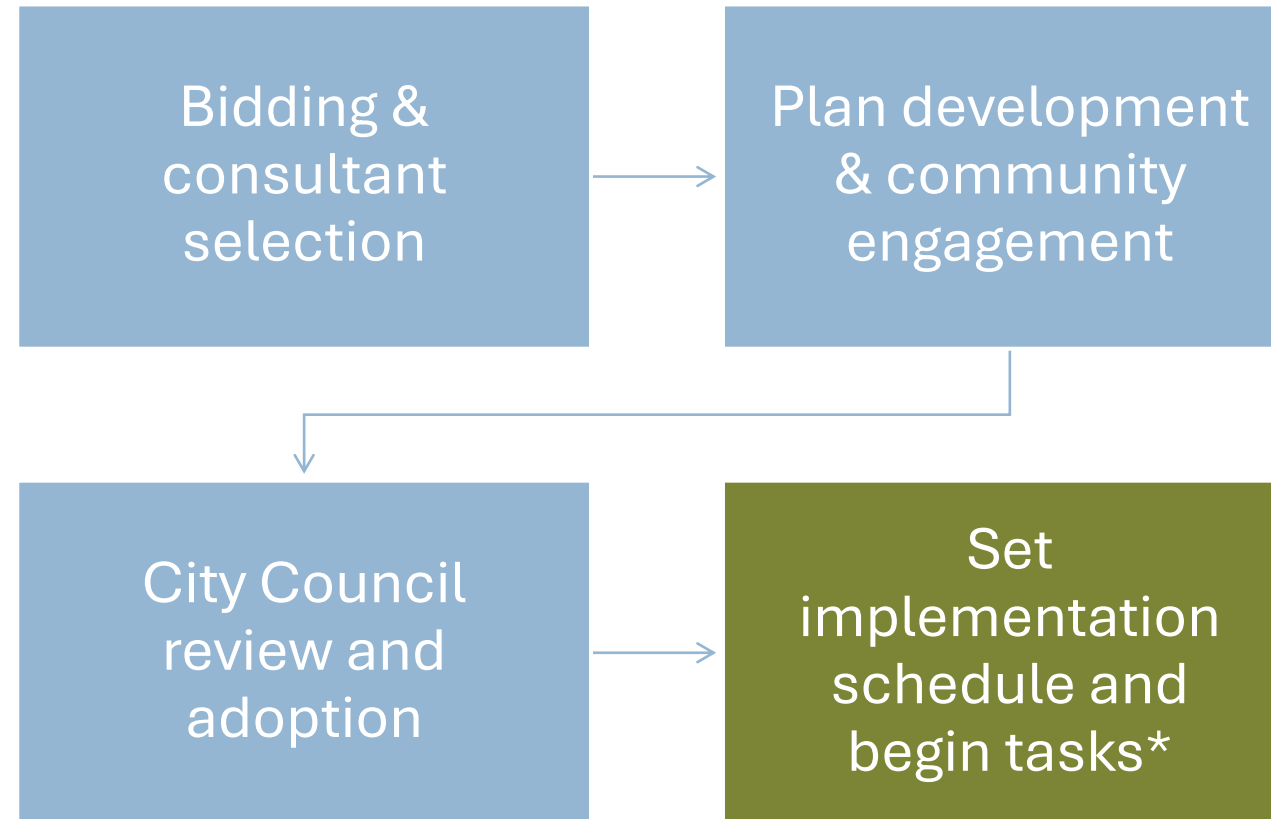 Bidding &
consultant
selection
Plan development
& community
engagement
City Council
review and
adoption
Set
implementation
schedule and
begin tasks*